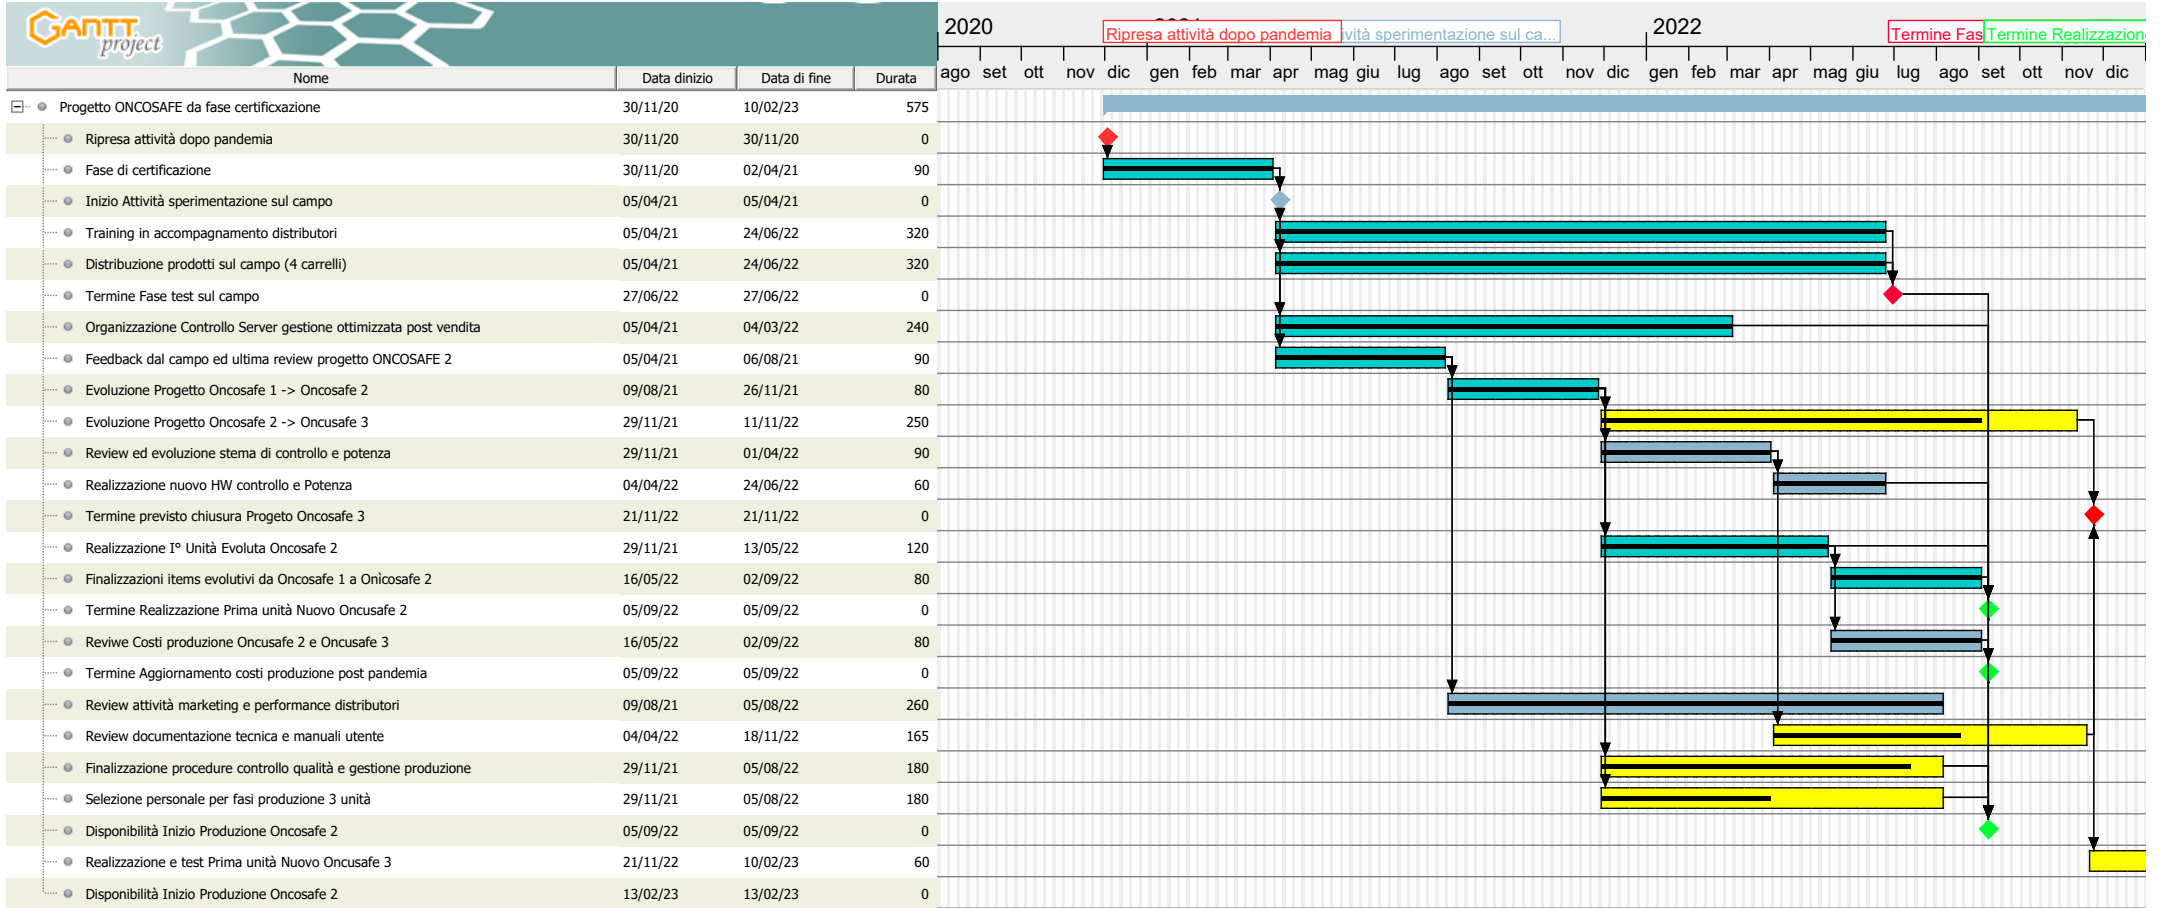 GANTT
project
2020
2022
Ripresa attività dopo pandemia
ività sperimentazione sul ca...
Termine Fas
Termine Realizzazion
Nome Data dinizio Data di fine Durata
ago set ott nov dic gen feb mar apr mag giu lug ago set ott nov dic gen feb mar apr mag giu lug ago set ott nov dic
Progetto ONCOSAFE da fase certificxazione 30/11/20 10/02/23 575
Ripresa attività dopo pandemia 30/11/20 30/11/20 0
Fase di certificazione 30/11/20 02/04/21 90
Inizio Attività sperimentazione sul campo 05/04/21 05/04/21 0
Training in accompagnamento distributori 05/04/21 24/06/22 320
Distribuzione prodotti sul campo (4 carrelli) 05/04/21 24/06/22 320
Termine Fase test sul campo 27/06/22 27/06/22 0
Organizzazione Controllo Server gestione ottimizzata post vendita 05/04/21 04/03/22 240
Feedback dal campo ed ultima review progetto ONCOSAFE 2 05/04/21 06/08/21 90
Evoluzione Progetto Oncosafe 1 -> Oncosafe 2 09/08/21 26/11/21 80
Evoluzione Progetto Oncosafe 2 -> Oncusafe 3 29/11/21 11/11/22 250
Review ed evoluzione stema di controllo e potenza 29/11/21 01/04/22 90
Realizzazione nuovo HW controllo e Potenza 04/04/22 24/06/22 60
Termine previsto chiusura Progeto Oncosafe 3 21/11/22 21/11/22 0
Realizzazione I° Unità Evoluta Oncosafe 2 29/11/21 13/05/22 120
Finalizzazioni items evolutivi da Oncosafe 1 a Onìcosafe 2 16/05/22 02/09/22 80
Termine Realizzazione Prima unità Nuovo Oncusafe 2 05/09/22 05/09/22 0
Reviwe Costi produzione Oncusafe 2 e Oncusafe 3 16/05/22 02/09/22 80
Termine Aggiornamento costi produzione post pandemia 05/09/22 05/09/22 0
Review attività marketing e performance distributori 09/08/21 05/08/22 260
Review documentazione tecnica e manuali utente 04/04/22 18/11/22 165
Finalizzazione procedure controllo qualità e gestione produzione 29/11/21 05/08/22 180
Selezione personale per fasi produzione 3 unità 29/11/21 05/08/22 180
Disponibilità Inizio Produzione Oncosafe 2 05/09/22 05/09/22 0
Realizzazione e test Prima unità Nuovo Oncusafe 3 21/11/22 10/02/23 60
Disponibilità Inizio Produzione Oncosafe 2 13/02/23 13/02/23 0